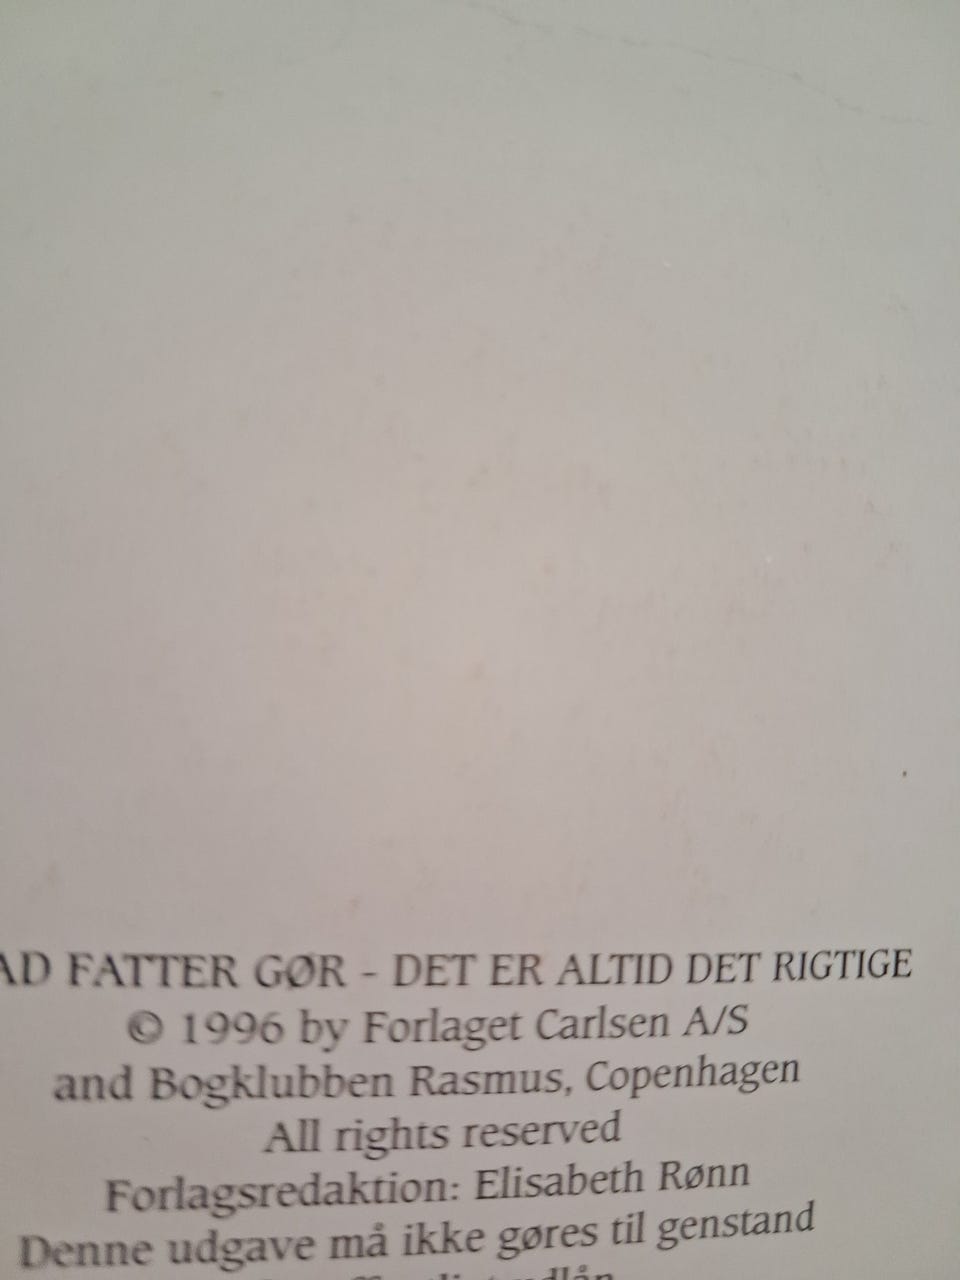 AD FATTER GØR - DET ER ALTID DET RIGTIGE
© 1996 by Forlaget Carlsen A/S
and Bogklubben Rasmus, Copenhagen
All rights reserved
Forlagsredaktion: Elisabeth Rønn
Denne udgave må ikke gøres til genstand